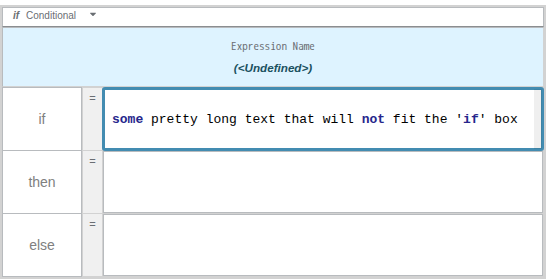 if Conditional
Expression Name
(<Undefined>)
if = some pretty long text that will not fit the 'if' box
then =
else =